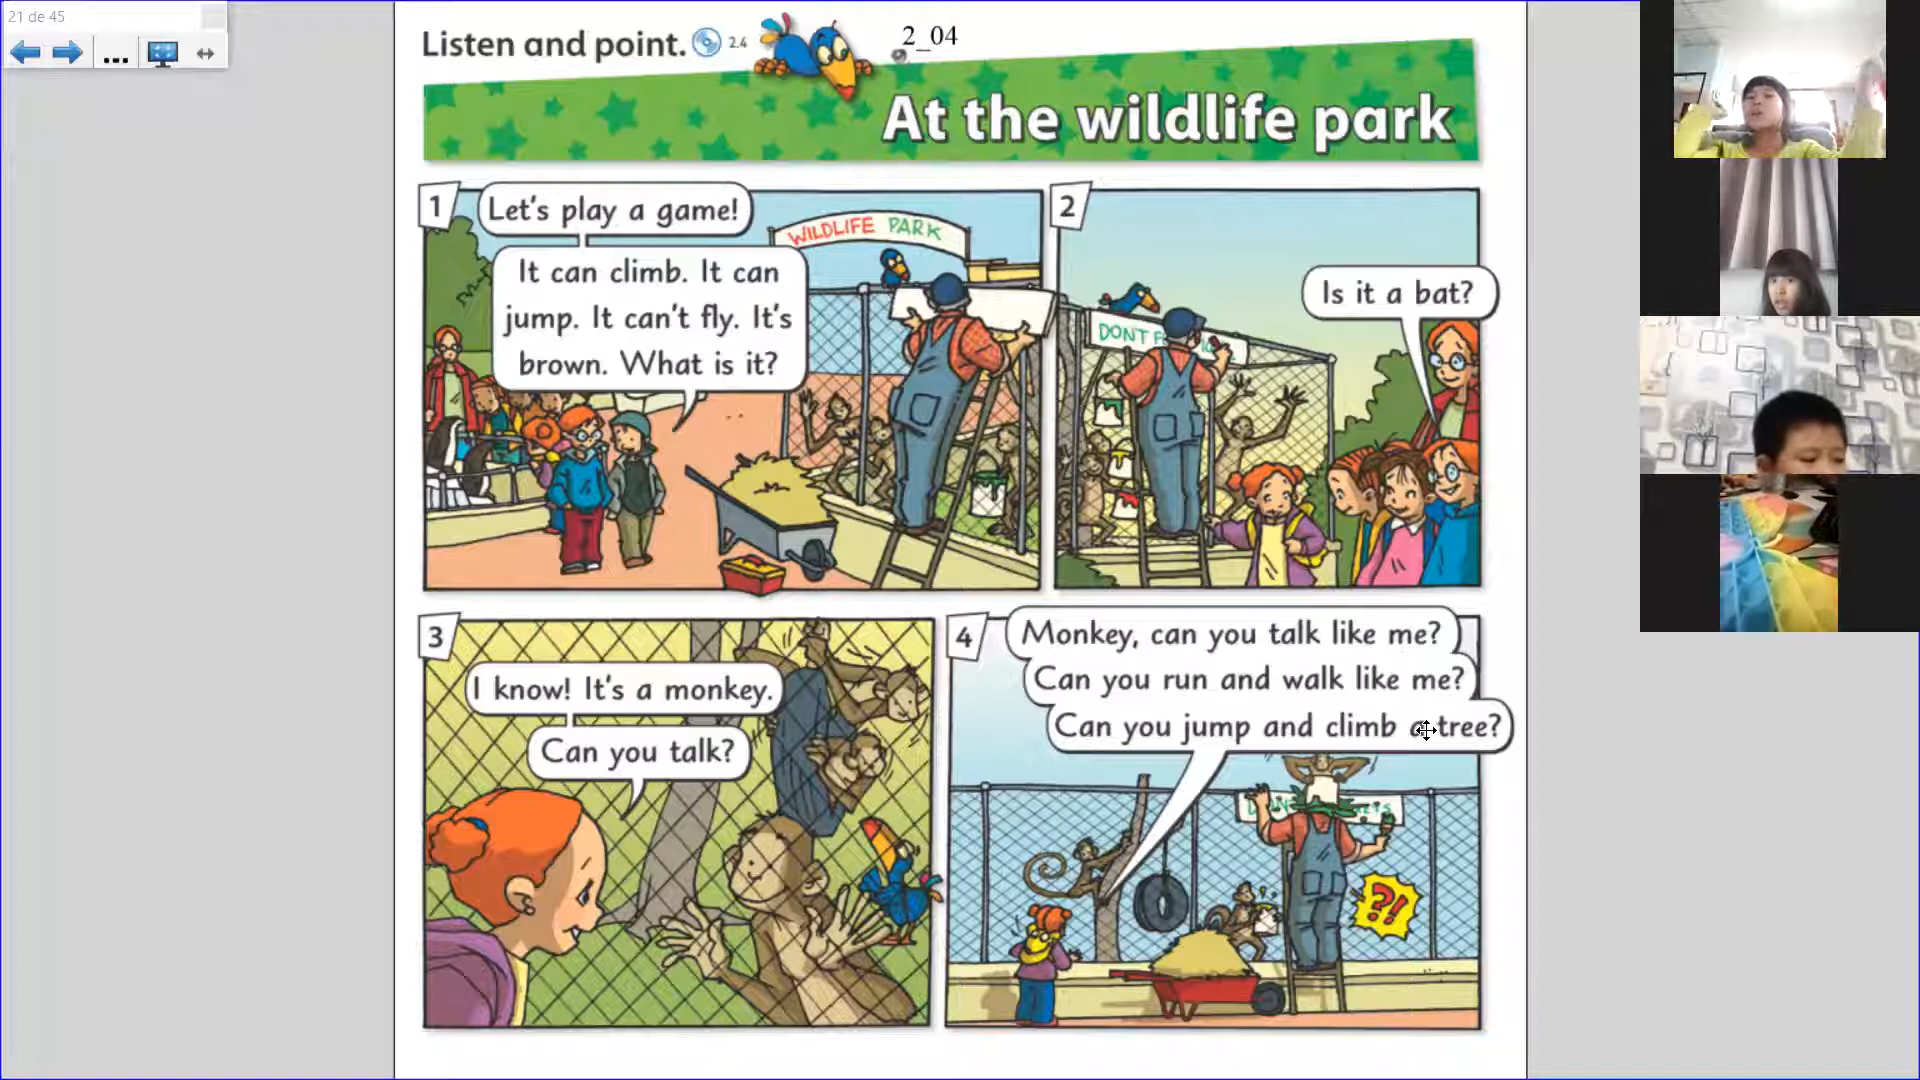 21 de 45
Listen and point.
2.4
2_04
At the wildlife park
1
Let's play a game!
It can climb. It can
jump. It can't fly. It's
brown. What is it?
WILDLIFE PARK
2
DON'T
Is it a bat?
3
I know! It's a monkey.
Can you talk?
4
Monkey, can you talk like me?
Can you run and walk like me?
Can you jump and climb a tree?
?!